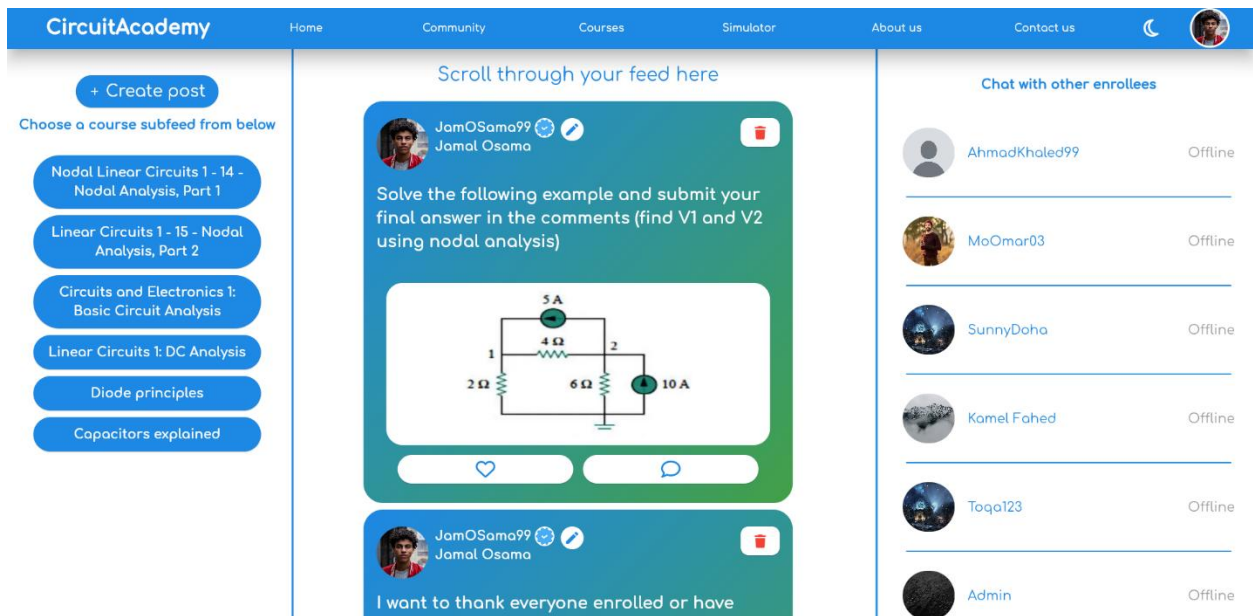 CircuitAcademy
Home
Community
Courses
Simulator
About us
Contact us
+ Create post
Choose a course subfeed from below
Nodal Linear Circuits 1 - 14 -
Nodal Analysis, Part 1
Linear Circuits 1 - 15 - Nodal
Analysis, Part 2
Circuits and Electronics 1:
Basic Circuit Analysis
Linear Circuits 1: DC Analysis
Diode principles
Capacitors explained
Scroll through your feed here
JamOSama99
Jamal Osama
Solve the following example and submit your
final answer in the comments (find V1 and V2
using nodal analysis)
5 A
4 Ω
1
2
2 Ω
6 Ω
10 A
JamOSama99
Jamal Osama
I want to thank everyone enrolled or have
Chat with other enrollees
AhmadKhaled99
Offline
MoOmar03
Offline
SunnyDoha
Offline
Kamel Fahed
Offline
Toqa123
Offline
Admin
Offline